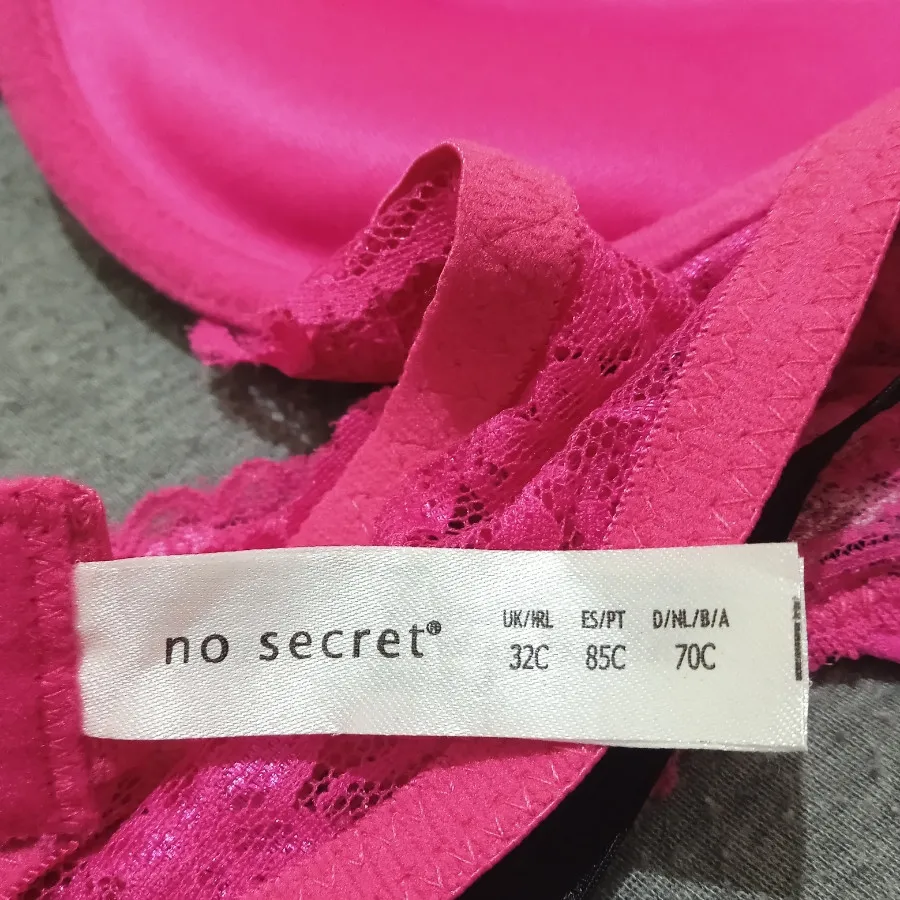 no secret®
UK/IRL ES/PT D/NL/B/A
32C 85C 70C